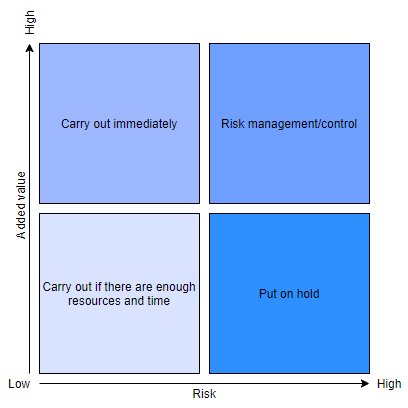 High
Added value
Carry out immediately
Risk management/control
Carry out if there are enough
resources and time
Put on hold
Low
Risk
High